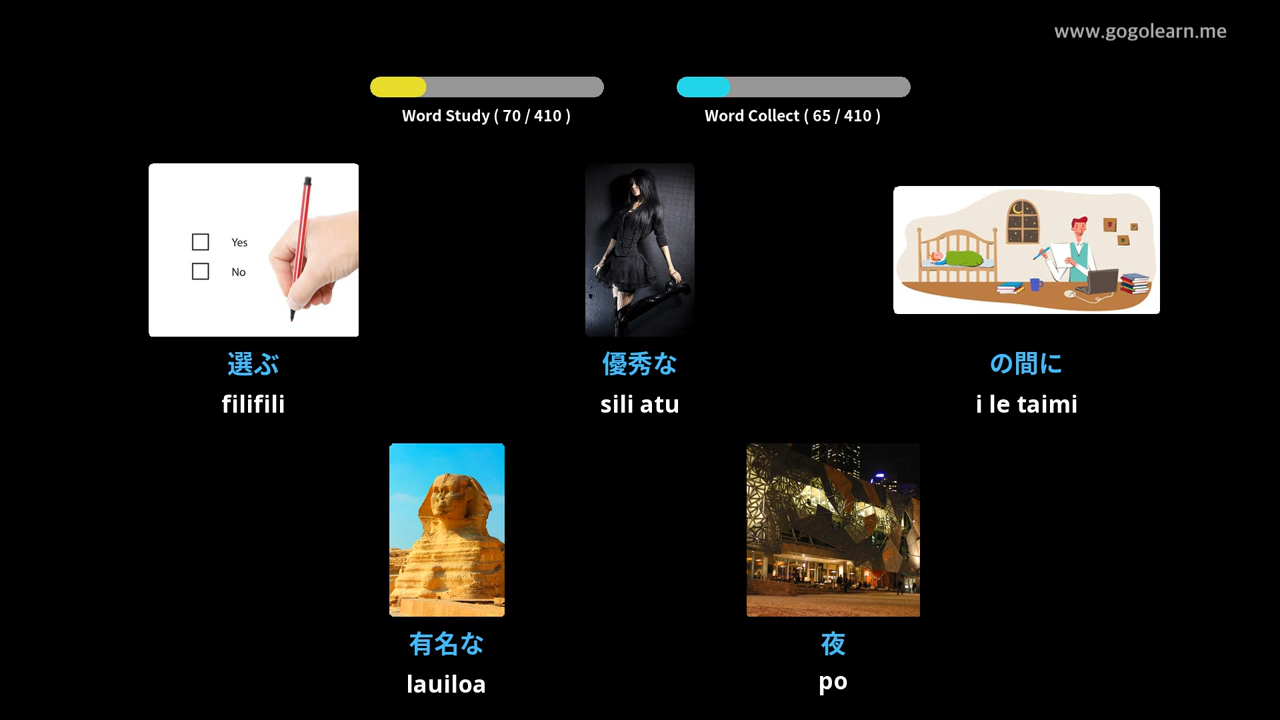 www.gogolearn.me
Word Study ( 70 / 410 )
Word Collect ( 65 / 410 )
Yes
No
選ぶ
filifili
優秀な
sili atu
の間に
i le taimi
有名な
lauiloa
夜
po